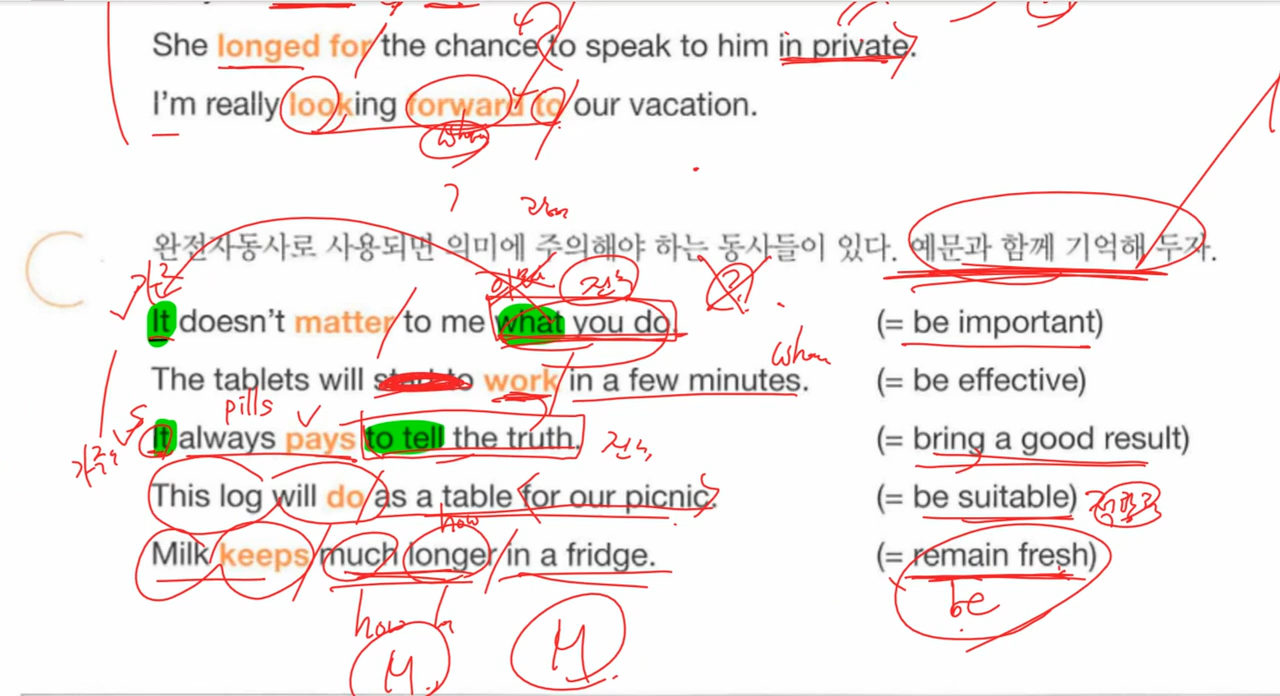 She longed for the chance to speak to him in private.
I'm really looking forward to our vacation.
when
?
완전자동사로 사용되면 의미에 주의해야 하는 동사들이 있다. 예문과 함께 기억해 두자.
?
It doesn't matter to me what you do. (= be important)
when
The tablets will work in a few minutes. (= be effective)
pills
S
It always pays to tell the truth. (= bring a good result)
This log will do as a table for our picnic. (= be suitable)
how
Milk keeps much longer in a fridge. (= remain fresh)
be
how
M M